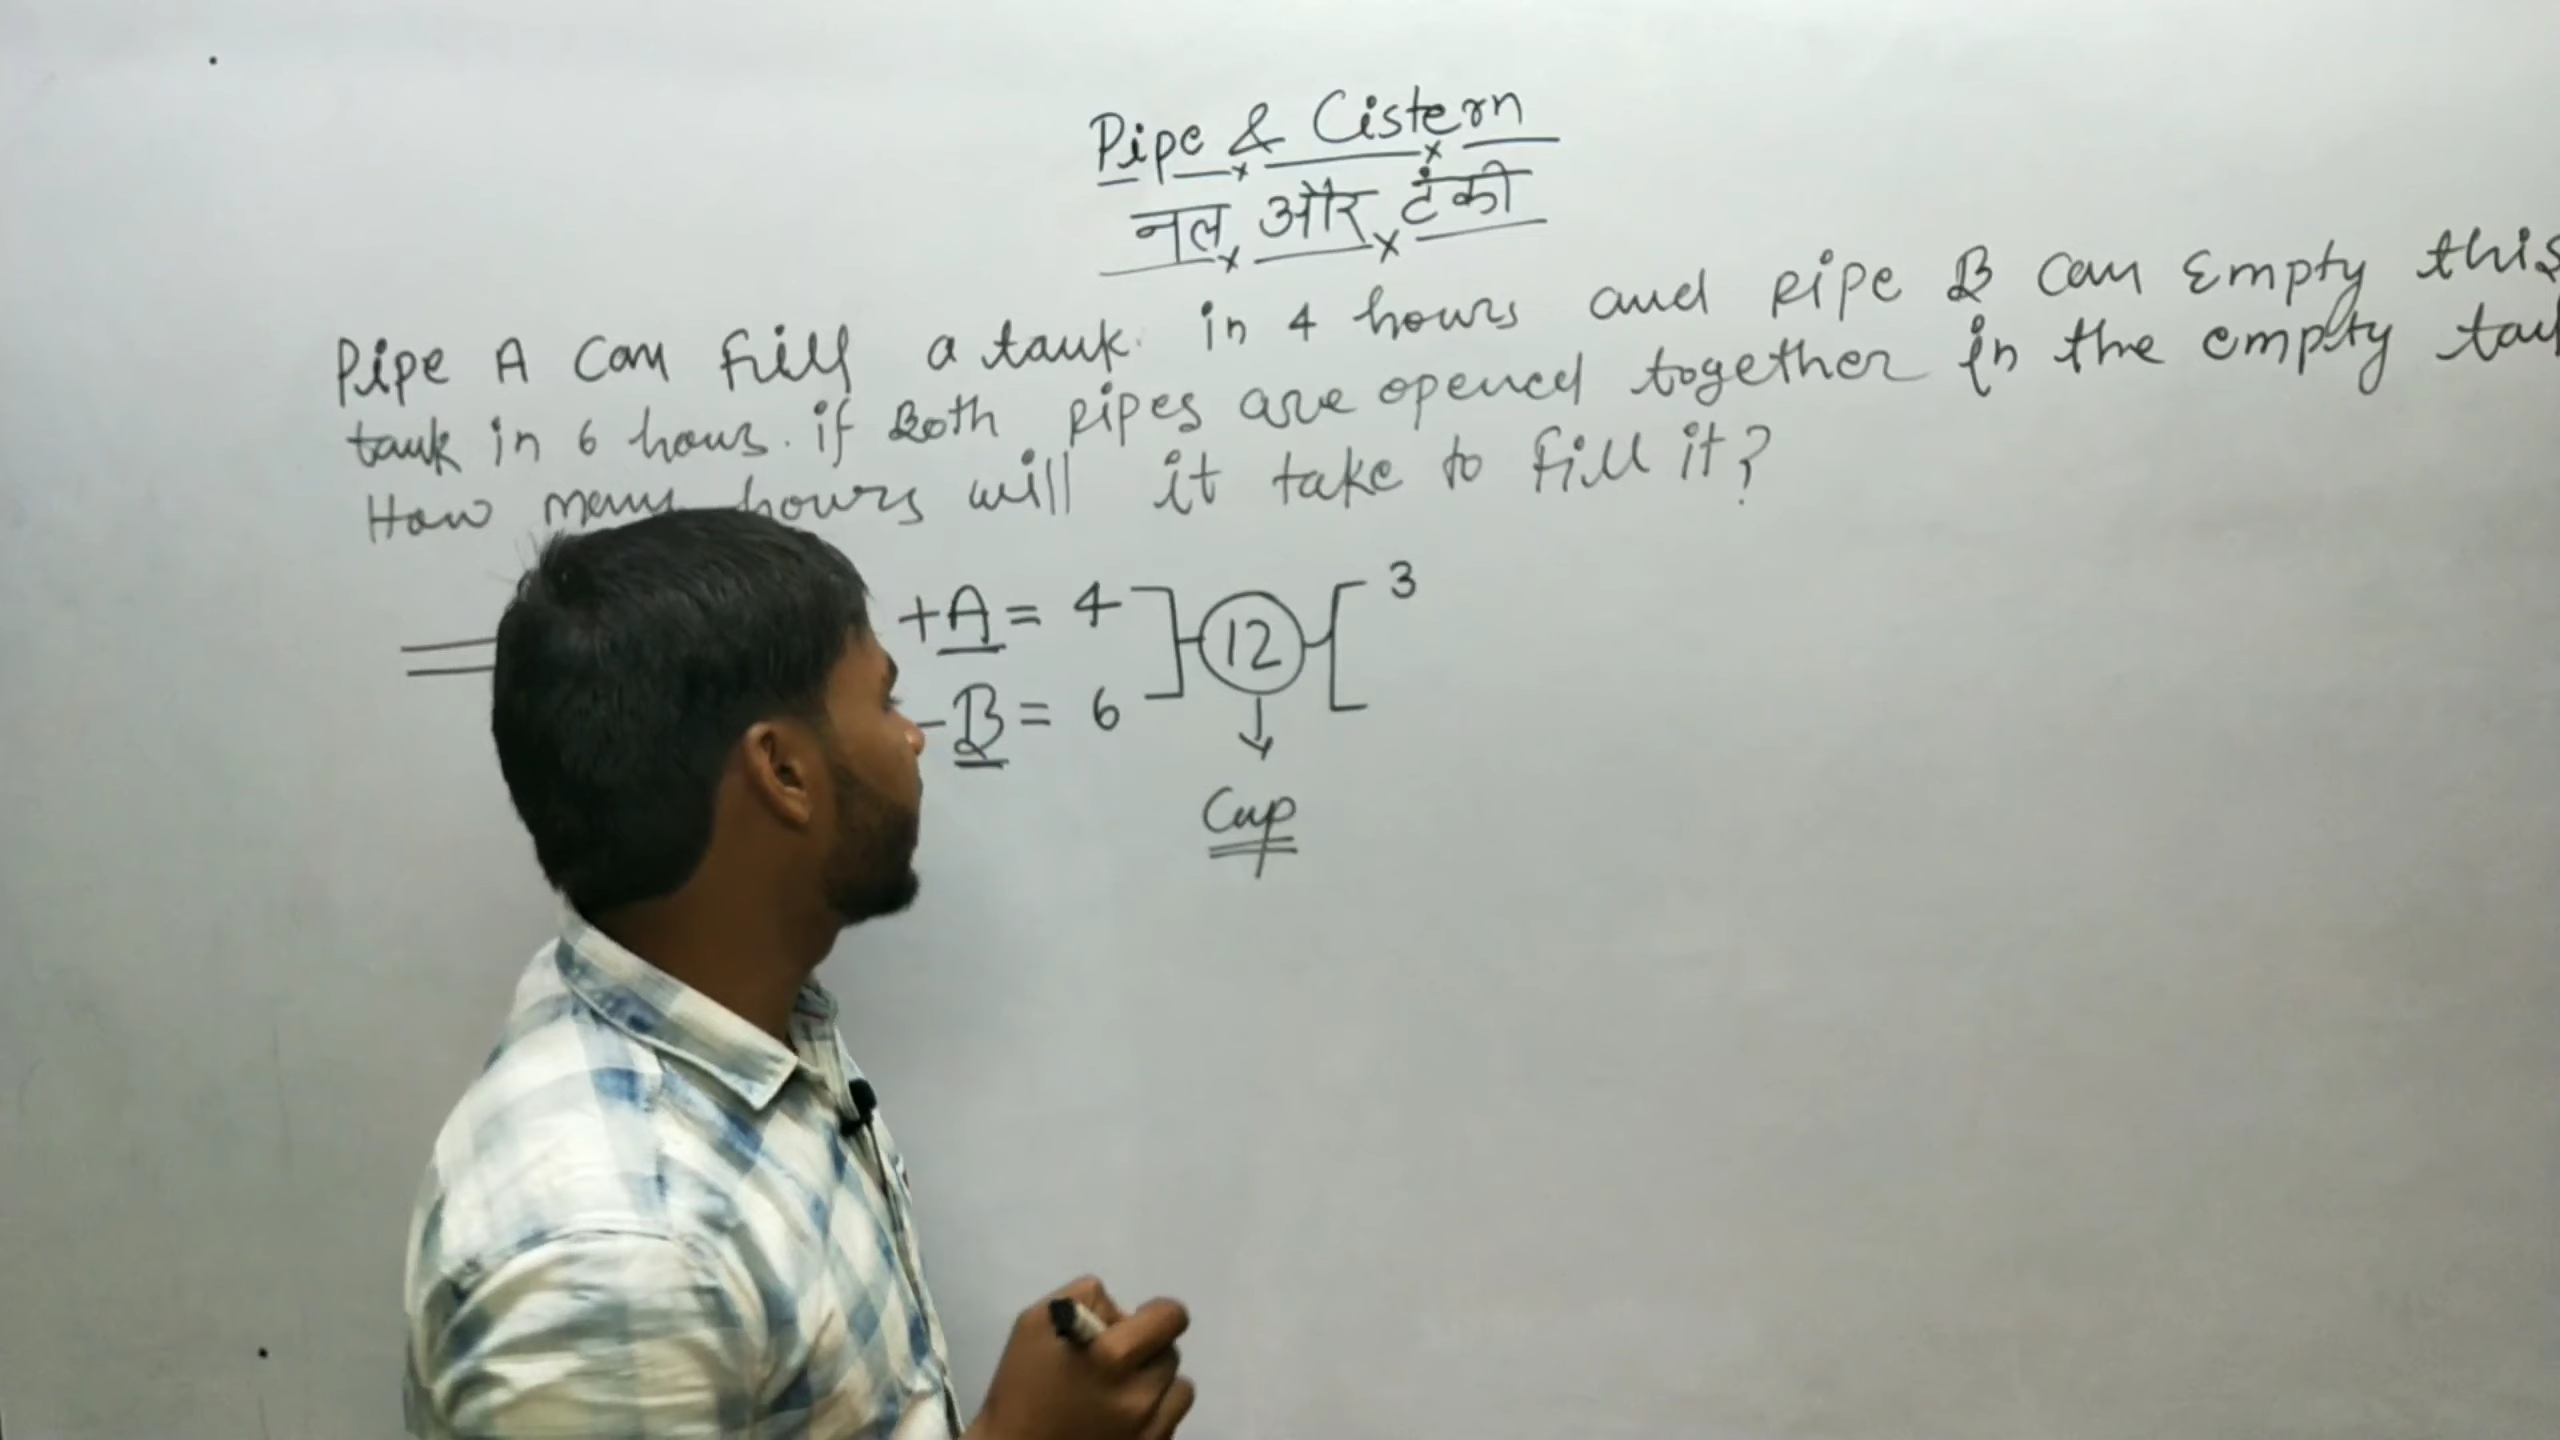 Pipe & Cistern
नल और टंकी
Pipe A Can fill a tank. in 4 hours and pipe B can Empty this
tank in 6 hours. if Both pipes are opened together in the empty
How many hours will it take to fill it?
+A = 4 12 3
-B = 6
Cap